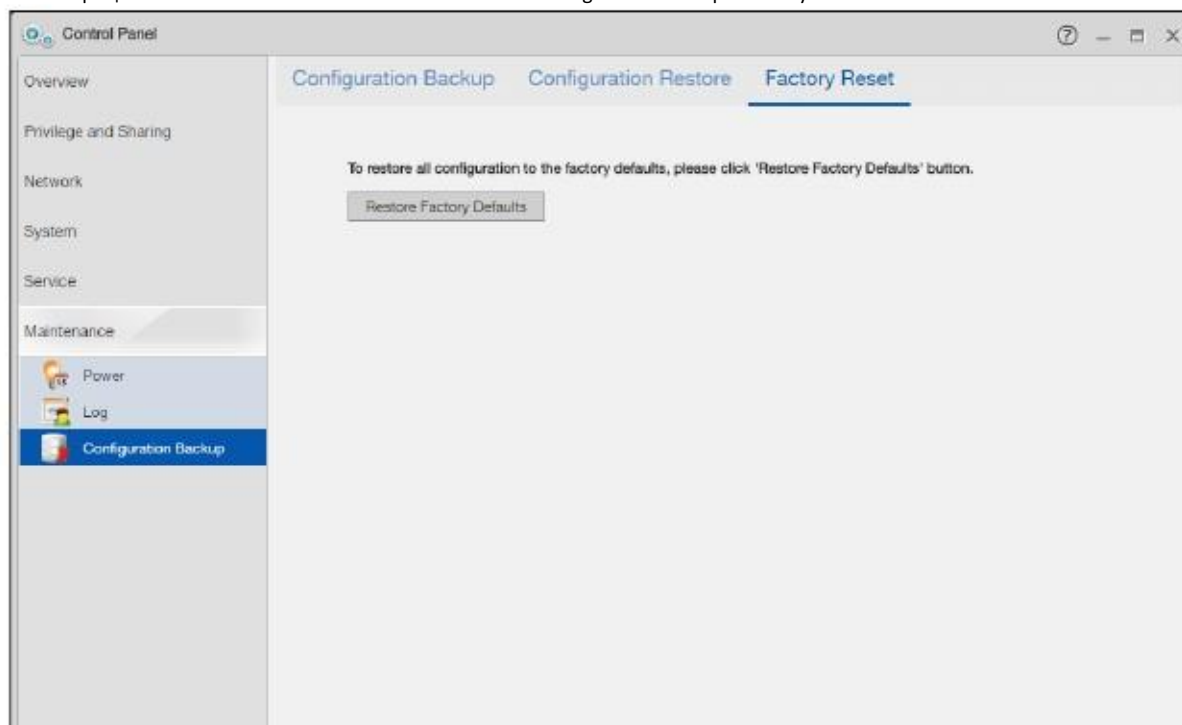 Control Panel
Overview
Privilege and Sharing
Network
System
Service
Maintenance
Power
Log
Configuration Backup
Configuration Backup Configuration Restore Factory Reset
To restore all configuration to the factory defaults, please click 'Restore Factory Defaults' button.
Restore Factory Defaults